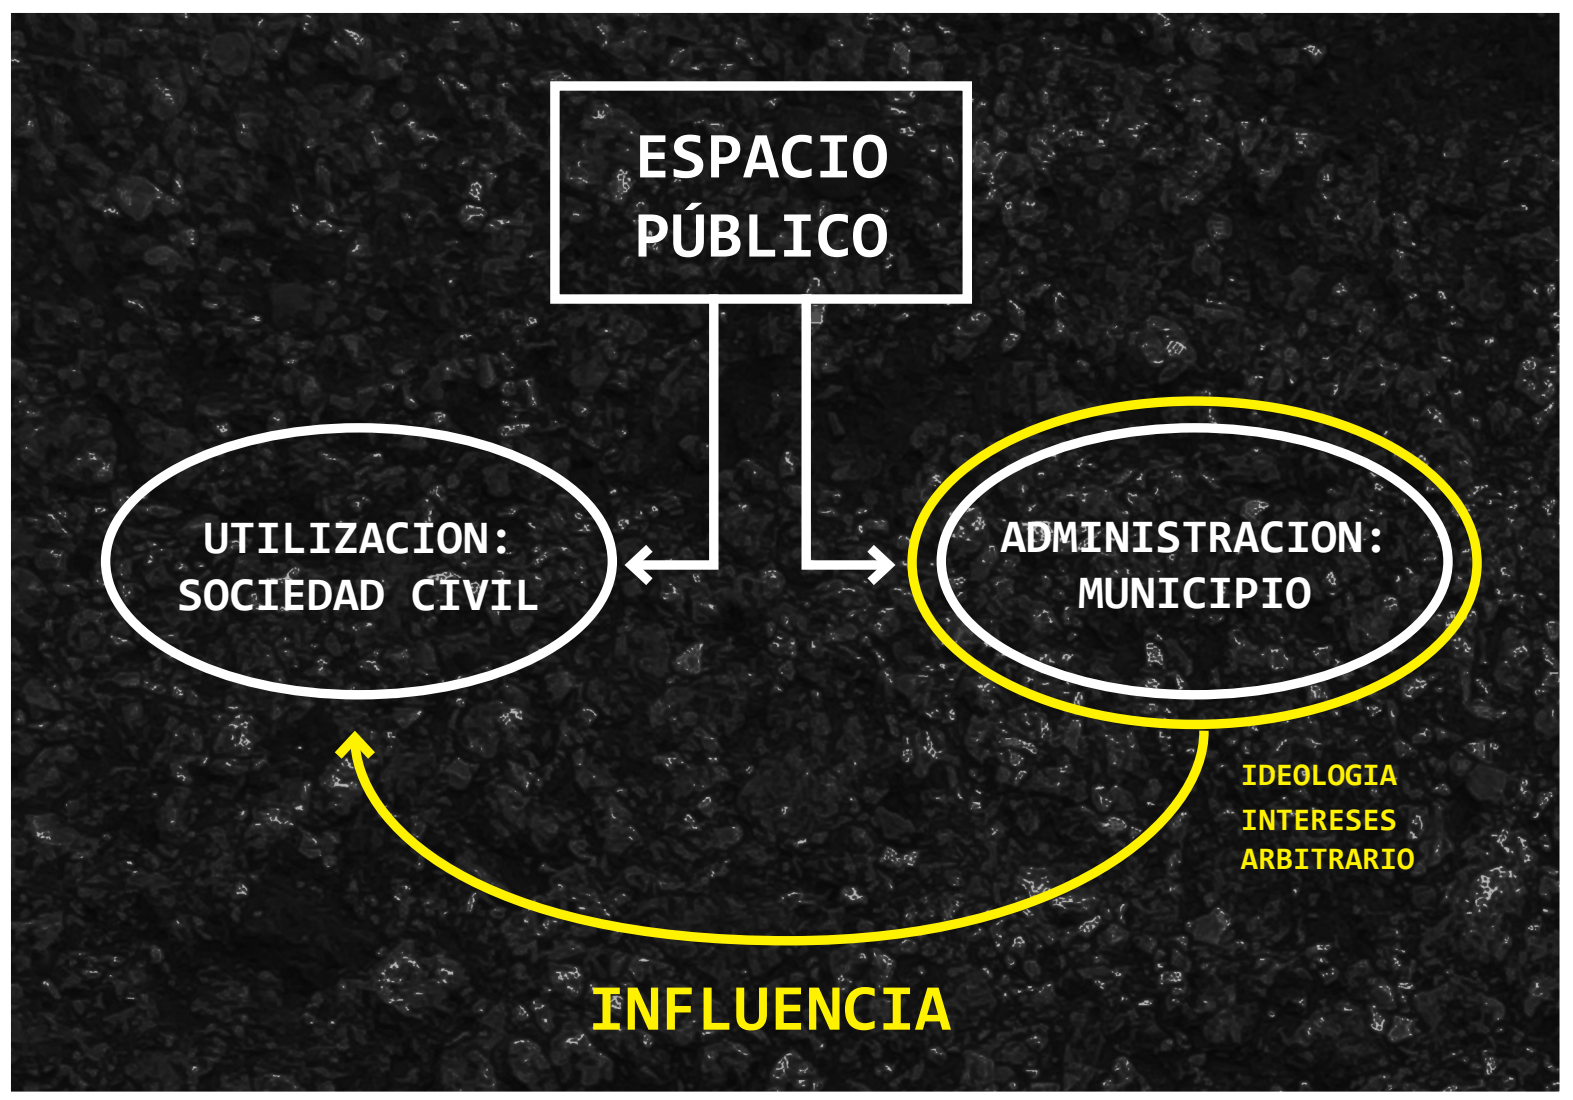 ESPACIO
PÚBLICO
UTILIZACION:
SOCIEDAD CIVIL
ADMINISTRACION:
MUNICIPIO
IDEOLOGIA
INTERESES
ARBITRARIO
INFLUENCIA